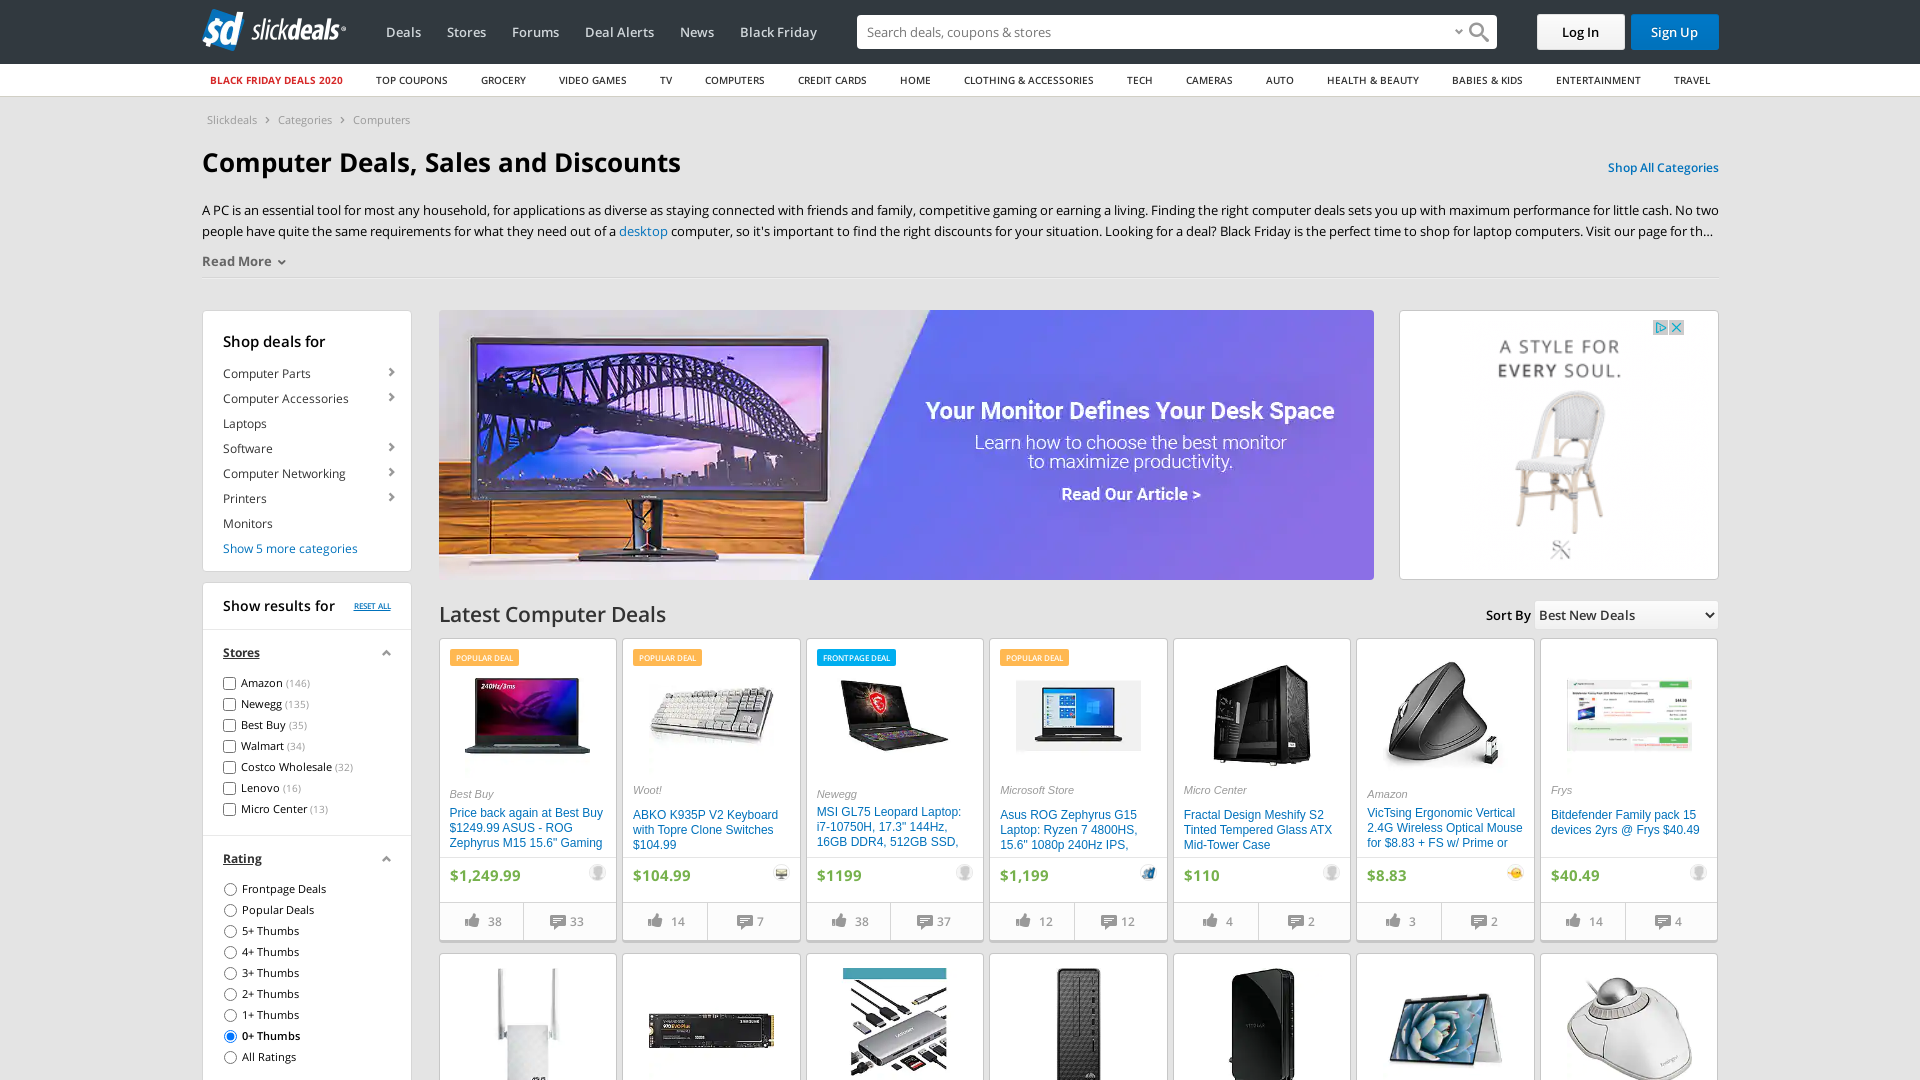 slickdeals
Deals
Stores
Forums
Deal Alerts
News
Black Friday
Search deals, coupons & stores
Log In
Sign Up
BLACK FRIDAY DEALS 2020
TOP COUPONS
GROCERY
VIDEO GAMES
TV
COMPUTERS
CREDIT CARDS
HOME
CLOTHING & ACCESSORIES
TECH
CAMERAS
AUTO
HEALTH & BEAUTY
BABIES & KIDS
ENTERTAINMENT
TRAVEL
Slickdeals > Categories > Computers
Computer Deals, Sales and Discounts
Shop All Categories
A PC is an essential tool for most any household, for applications as diverse as staying connected with friends and family, competitive gaming or earning a living. Finding the right computer deals sets you up with maximum performance for little cash. No two
people have quite the same requirements for what they need out of a desktop computer, so it's important to find the right discounts for your situation. Looking for a deal? Black Friday is the perfect time to shop for laptop computers. Visit our page for th...
Read More
Shop deals for
Computer Parts
Computer Accessories
Laptops
Software
Computer Networking
Printers
Monitors
Show 5 more categories
Your Monitor Defines Your Desk Space
Learn how to choose the best monitor
to maximize productivity.
Read Our Article >
A STYLE FOR
EVERY SOUL.
Show results for
RESET ALL
Stores
Amazon (146)
Newegg (135)
Best Buy (35)
Walmart (34)
Costco Wholesale (32)
Lenovo (16)
Micro Center (13)
Rating
Frontpage Deals
Popular Deals
5+ Thumbs
4+ Thumbs
3+ Thumbs
2+ Thumbs
1+ Thumbs
0+ Thumbs
All Ratings
Latest Computer Deals
Sort By
Best New Deals
POPULAR DEAL
240Hz/3ms
Best Buy
Price back again at Best Buy
$1249.99 ASUS - ROG
Zephyrus M15 15.6" Gaming
$1,249.99
38
33
POPULAR DEAL
Woot!
ABKO K935P V2 Keyboard
with Topre Clone Switches
$104.99
$104.99
14
7
FRONTPAGE DEAL
Newegg
MSI GL75 Leopard Laptop:
i7-10750H, 17.3" 144Hz,
16GB DDR4, 512GB SSD,
$1199
38
37
POPULAR DEAL
Microsoft Store
Asus ROG Zephyrus G15
Laptop: Ryzen 7 4800HS,
15.6" 1080p 240Hz IPS,
$1,199
12
12
Micro Center
Fractal Design Meshify S2
Tinted Tempered Glass ATX
Mid-Tower Case
$110
4
2
Amazon
VicTsing Ergonomic Vertical
2.4G Wireless Optical Mouse
for $8.83 + FS w/ Prime or
$8.83
3
2
Frys
Bitdefender Family pack 15
devices 2yrs @ Frys $40.49
$40.49
14
4